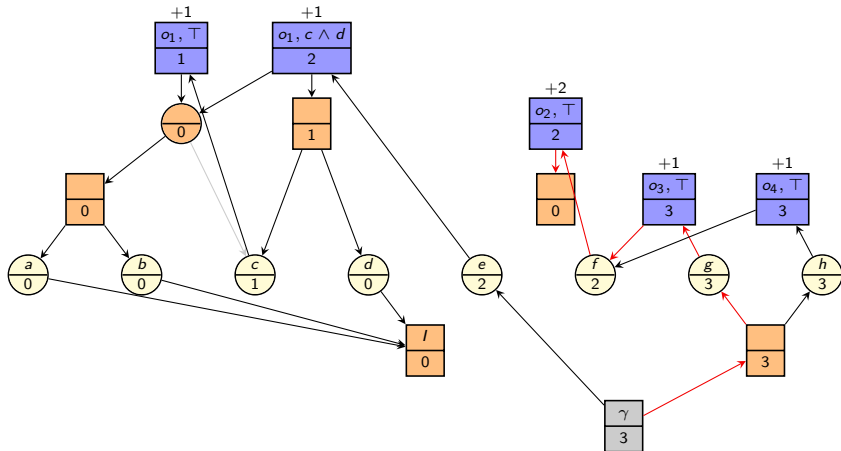 +1 +1
o₁, ⊤ o₁, c ∧ d
1 2
+2
o₂, ⊤
0 1 2
+1 +1
o₃, ⊤ o₄, ⊤
0 0 3 3
a b c d e f g h
0 0 1 0 2 2 3 3
I
0 3
γ
3